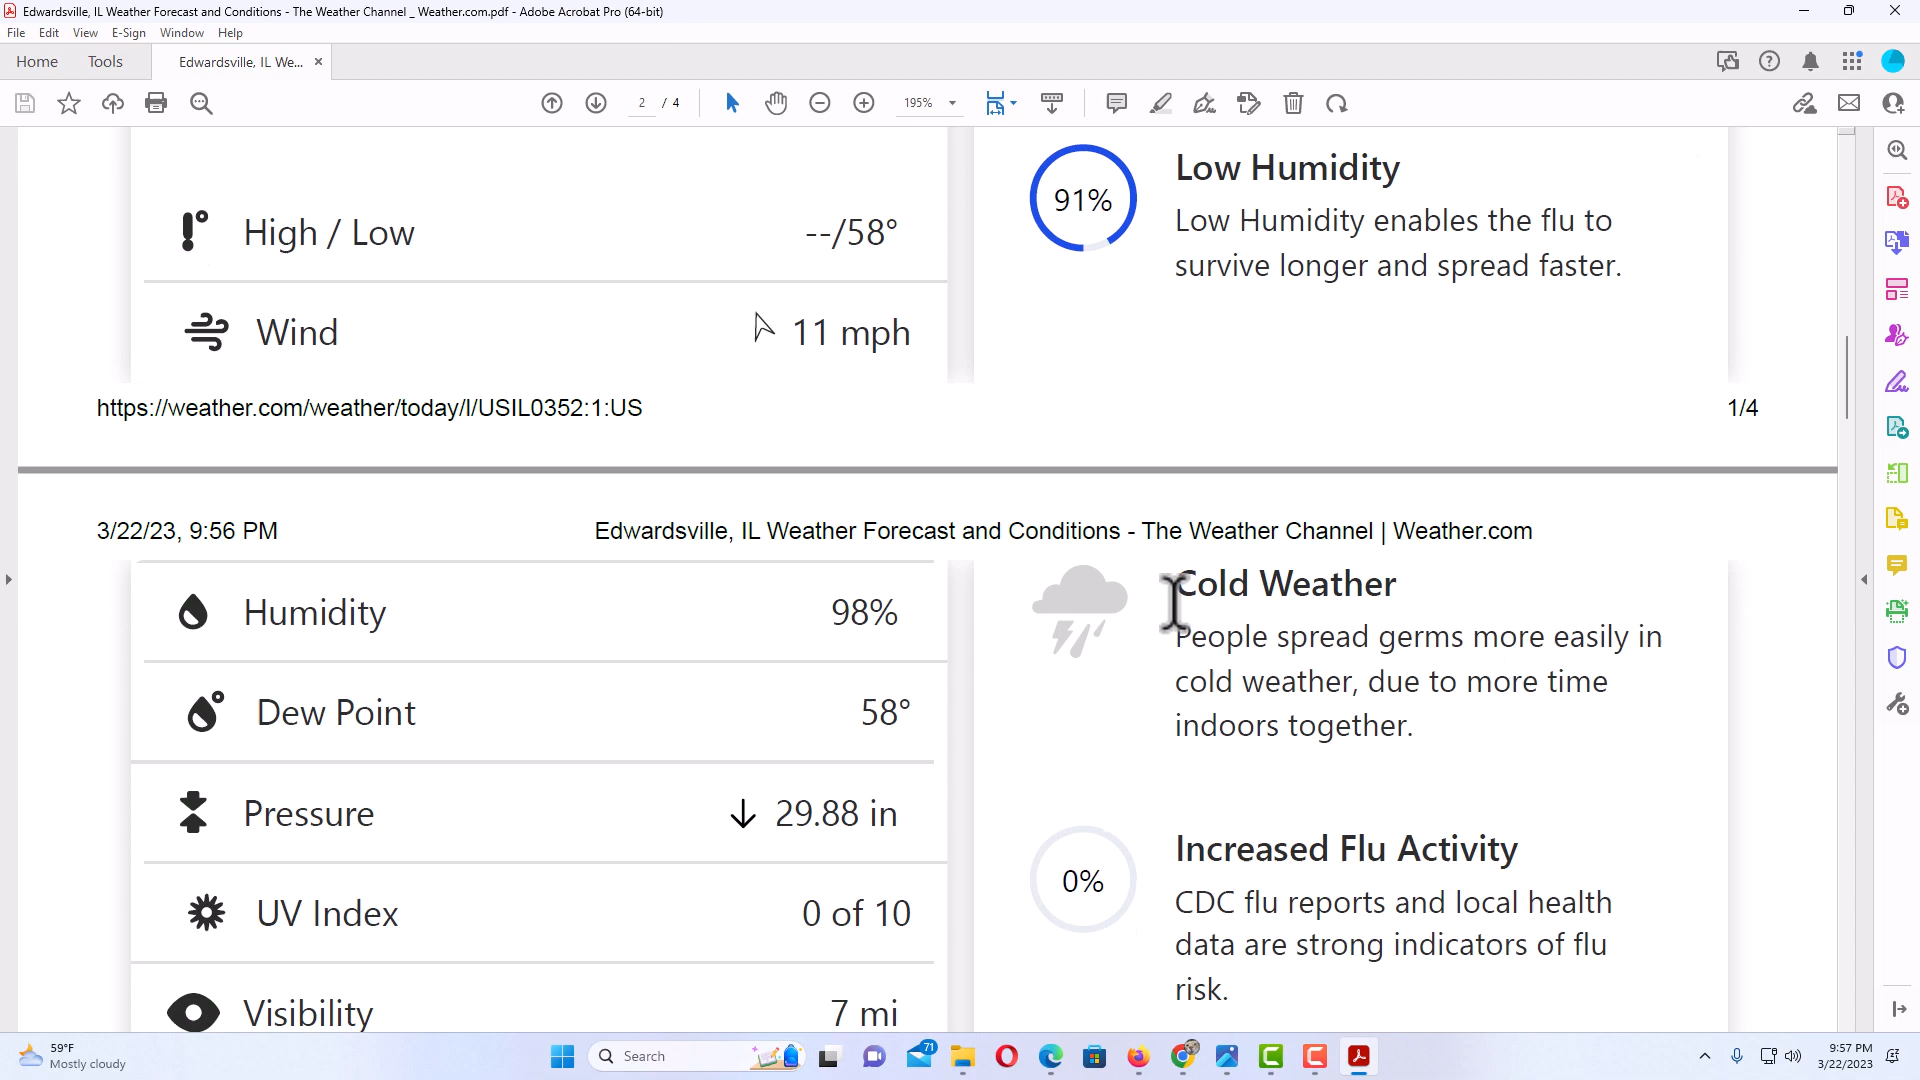 Edwardsville, IL Weather Forecast and Conditions - The Weather Channel _ Weather.com.pdf - Adobe Acrobat Pro (64-bit)
File Edit View E-Sign Window Help
Home Tools Edwardsville, IL We...
2 / 4 195%
Low Humidity
91%
Low Humidity enables the flu to
survive longer and spread faster.
High / Low --/58°
Wind 11 mph
https://weather.com/weather/today/l/USIL0352:1:US 1/4
3/22/23, 9:56 PM Edwardsville, IL Weather Forecast and Conditions - The Weather Channel | Weather.com
Humidity 98%
Dew Point 58°
Pressure 29.88 in
UV Index 0 of 10
Visibility 7 mi
Cold Weather
People spread germs more easily in
cold weather, due to more time
indoors together.
Increased Flu Activity
0%
CDC flu reports and local health
data are strong indicators of flu
risk.
59°F
Mostly cloudy
Search
71
9:57 PM
3/22/2023